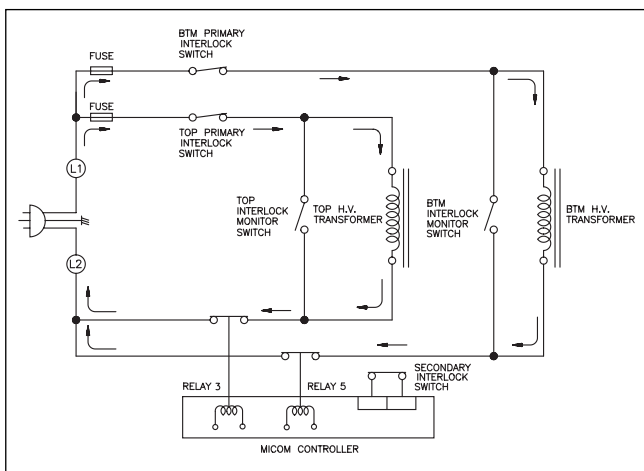 BTM PRIMARY
INTERLOCK
SWITCH
FUSE
FUSE
TOP PRIMARY
INTERLOCK
SWITCH
L1
L2
TOP
INTERLOCK
MONITOR
SWITCH
TOP H.V.
TRANSFORMER
BTM
INTERLOCK
MONITOR
SWITCH
BTM H.V.
TRANSFORMER
RELAY 3
RELAY 5
SECONDARY
INTERLOCK
SWITCH
MICOM CONTROLLER